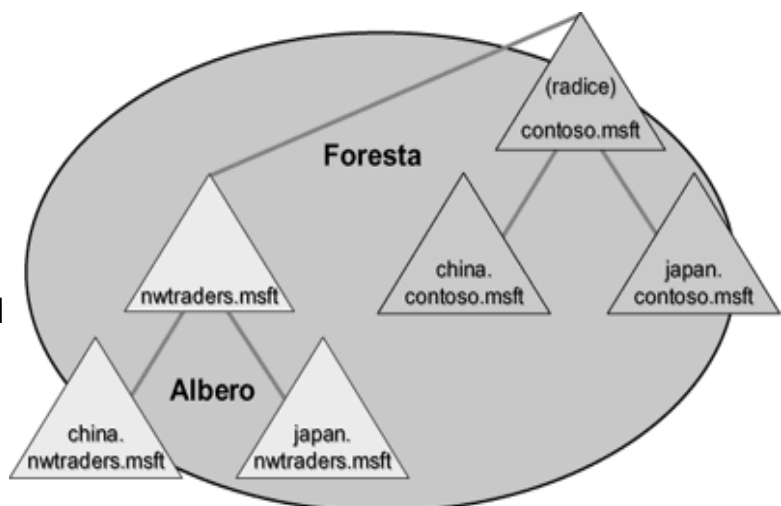 (radice)
contoso.msft
Foresta
china.
contoso.msft
japan.
contoso.msft
nwtraders.msft
Albero
china.
nwtraders.msft
japan.
nwtraders.msft